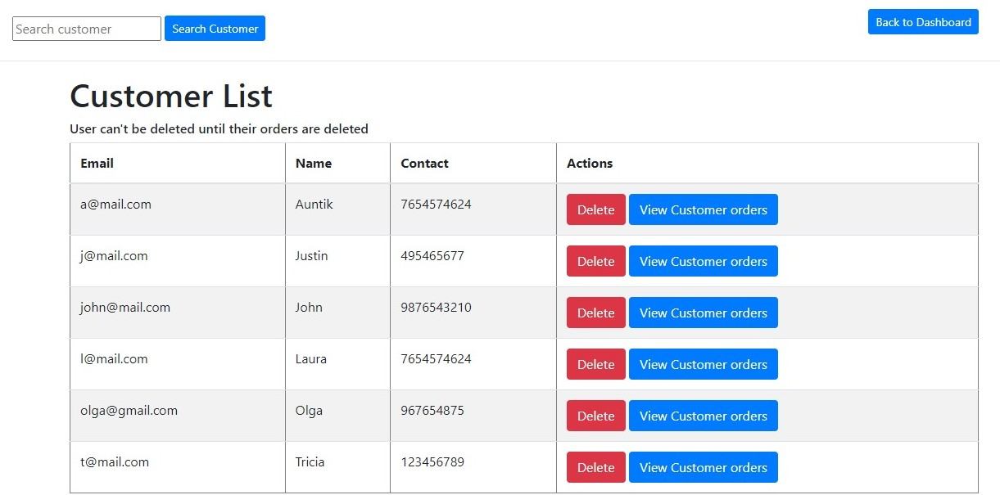 Search customer Search Customer Back to Dashboard
Customer List
User can't be deleted until their orders are deleted
Email Name Contact Actions
a@mail.com Auntik 7654574624 Delete View Customer orders
j@mail.com Justin 495465677 Delete View Customer orders
john@mail.com John 9876543210 Delete View Customer orders
l@mail.com Laura 7654574624 Delete View Customer orders
olga@gmail.com Olga 967654875 Delete View Customer orders
t@mail.com Tricia 123456789 Delete View Customer orders